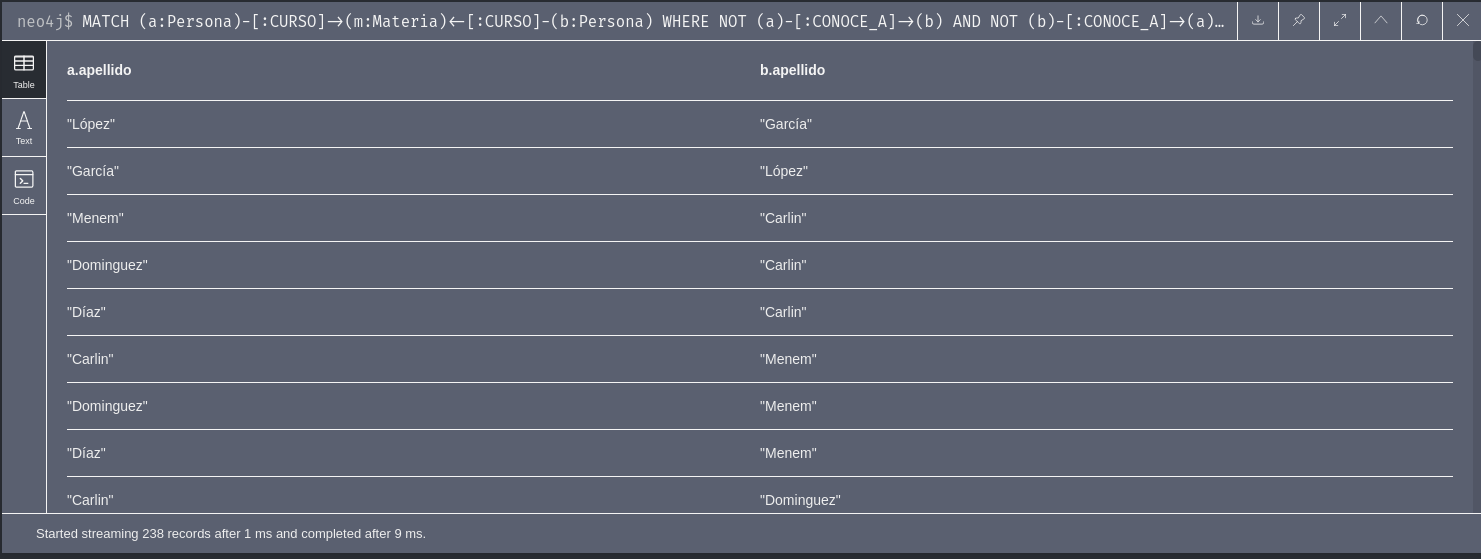 neo4j$ MATCH (a:Persona)-[:CURSO]->(m:Materia)<-[:CURSO]-(b:Persona) WHERE NOT (a)-[:CONOCE_A]->(b) AND NOT (b)-[:CONOCE_A]->(a)…
Table
Text
Code
a.apellido b.apellido
"López" "García"
"García" "López"
"Menem" "Carlin"
"Dominguez" "Carlin"
"Díaz" "Carlin"
"Carlin" "Menem"
"Dominguez" "Menem"
"Díaz" "Menem"
"Carlin" "Dominguez"
Started streaming 238 records after 1 ms and completed after 9 ms.